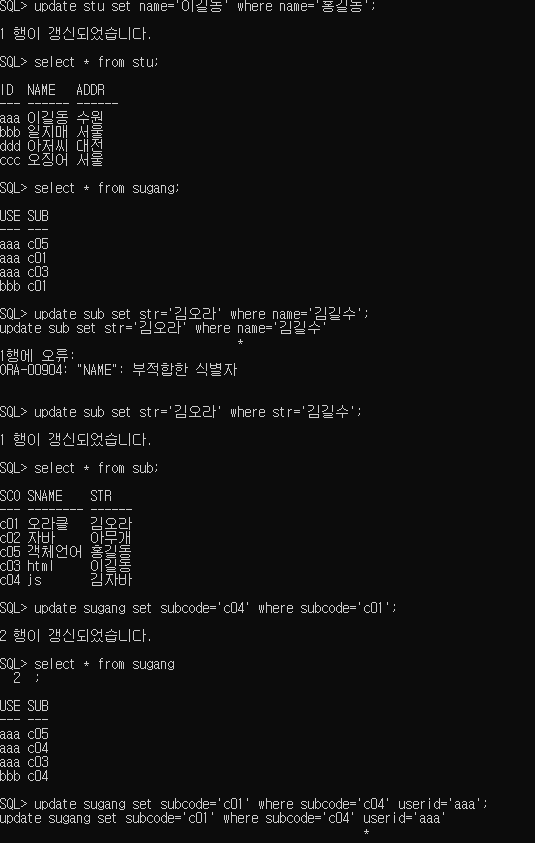 SQL> update stu set name='이길동' where name='홍길동';
1 행이 갱신되었습니다.
SQL> select * from stu;
ID  NAME   ADDR
--- ------ ------
aaa 이길동 수원
bbb 일지매 서울
ddd 아저씨 대전
ccc 오징어 서울
SQL> select * from sugang;
USE SUB
--- ---
aaa c05
aaa c01
aaa c03
bbb c01
SQL> update sub set str='김오라' where name='김길수';
update sub set str='김오라' where name='김길수'
*
1행에 오류:
ORA-00904: "NAME": 부적합한 식별자
SQL> update sub set str='김오라' where str='김길수';
1 행이 갱신되었습니다.
SQL> select * from sub;
SCO SNAME    STR
--- -------- ------
c01 오라클   김오라
c02 자바     아무개
c05 객체언어 홍길동
c03 html     이길동
c04 js       김자바
SQL> update sugang set subcode='c04' where subcode='c01';
2 행이 갱신되었습니다.
SQL> select * from sugang
2  ;
USE SUB
--- ---
aaa c05
aaa c04
aaa c03
bbb c04
SQL> update sugang set subcode='c01' where subcode='c04' userid='aaa';
update sugang set subcode='c01' where subcode='c04' userid='aaa'
*